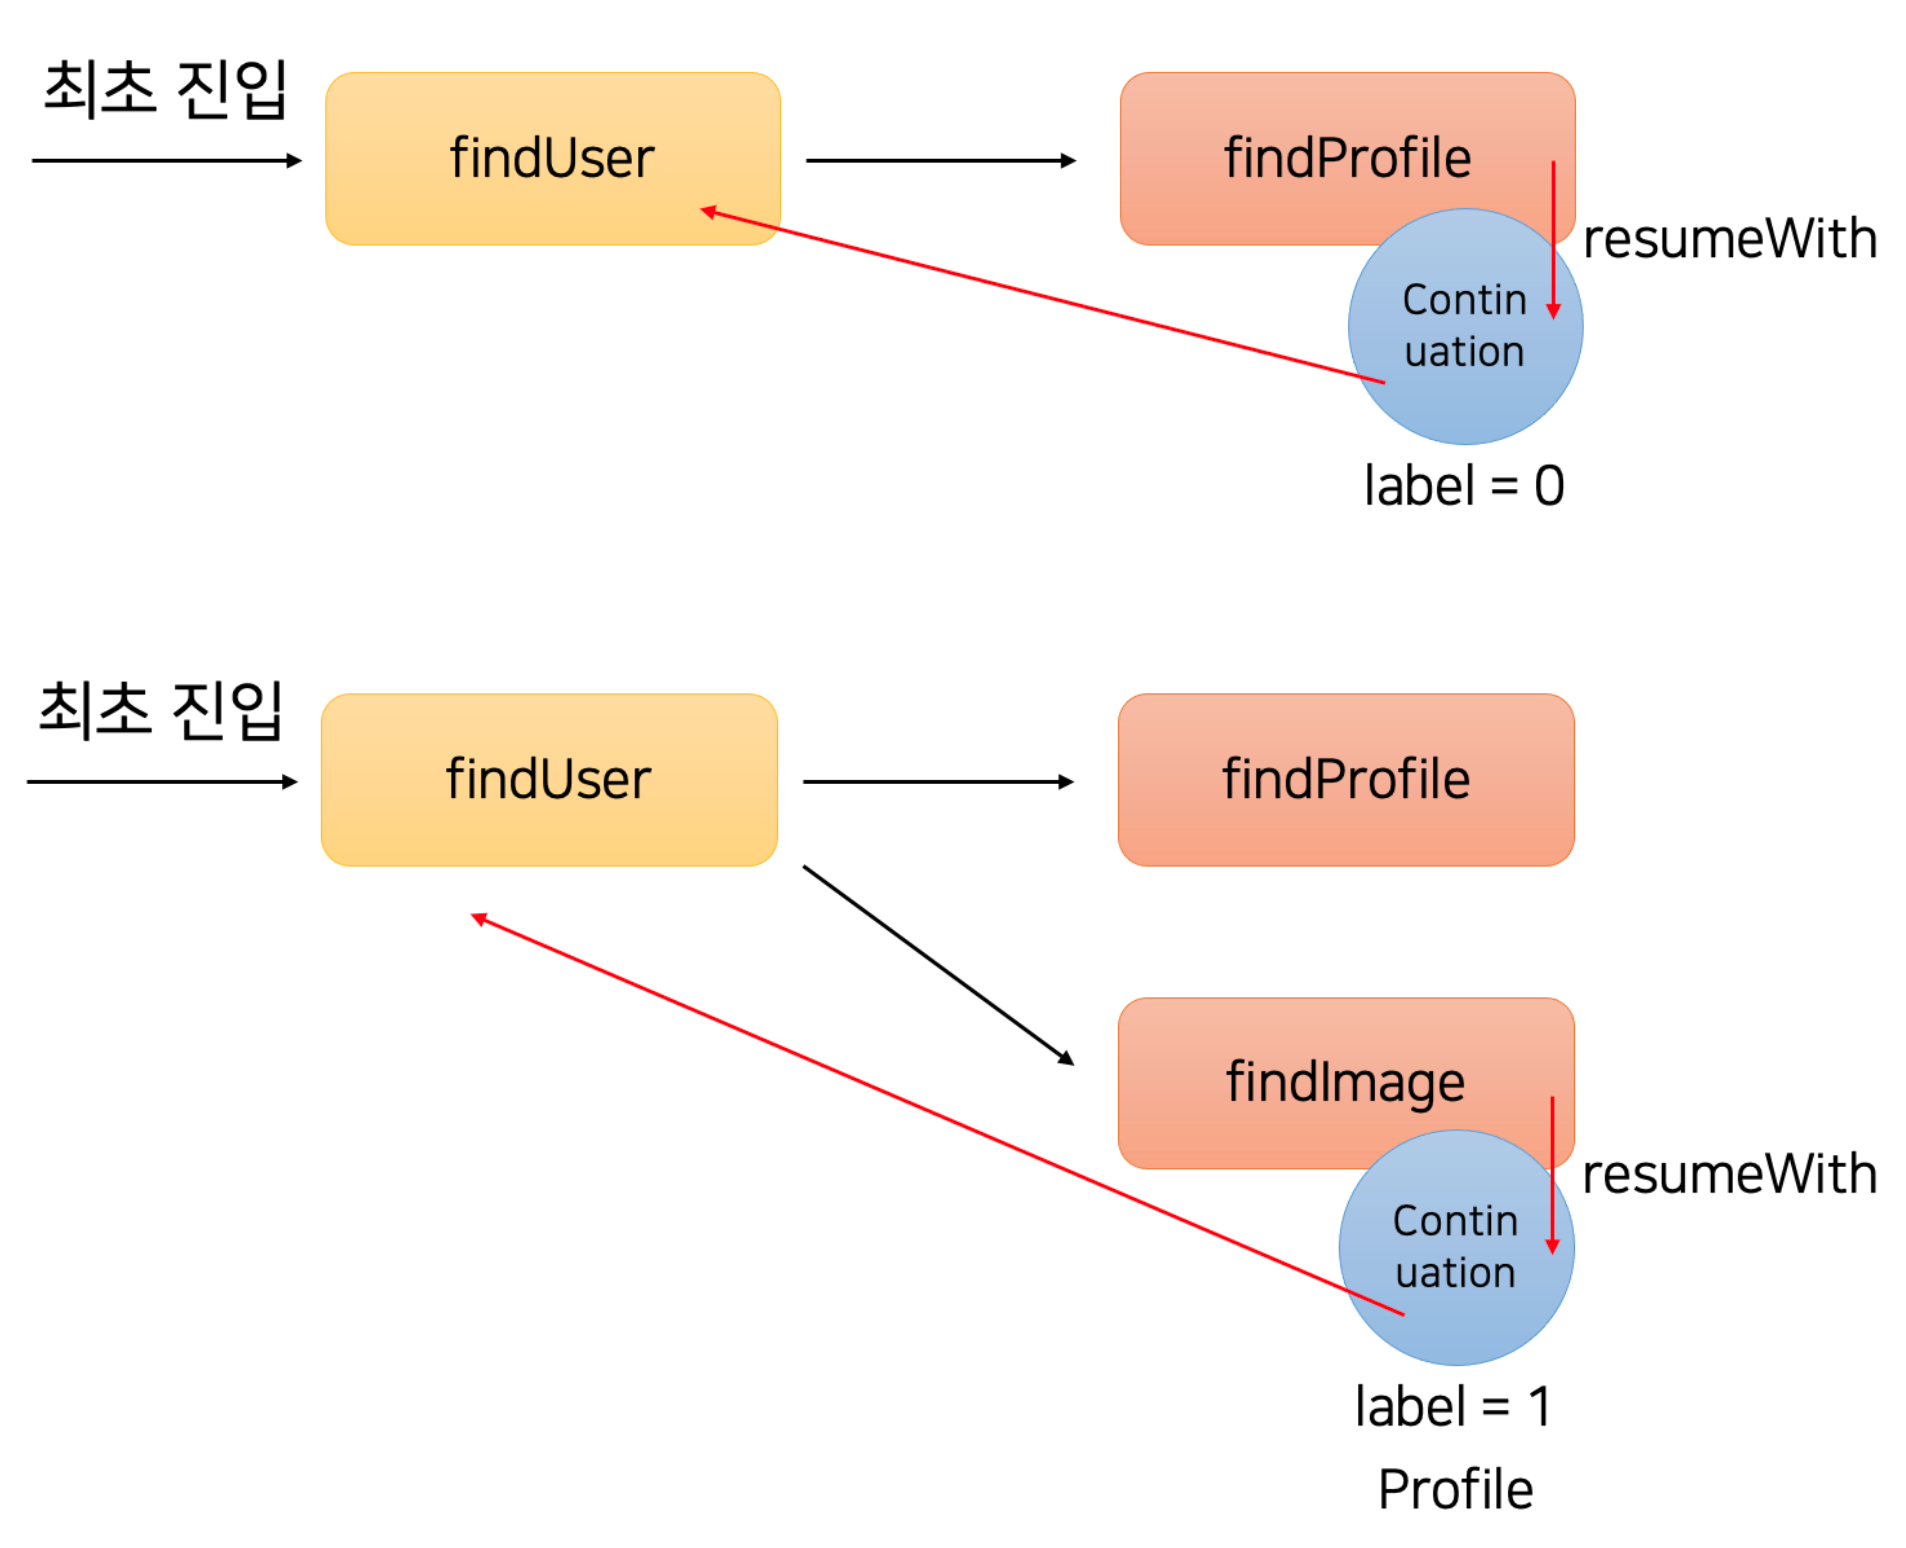 최초 진입
findUser
findProfile
resumeWith
Contin
uation
label = 0
최초 진입
findUser
findProfile
findImage
resumeWith
Contin
uation
label = 1
Profile